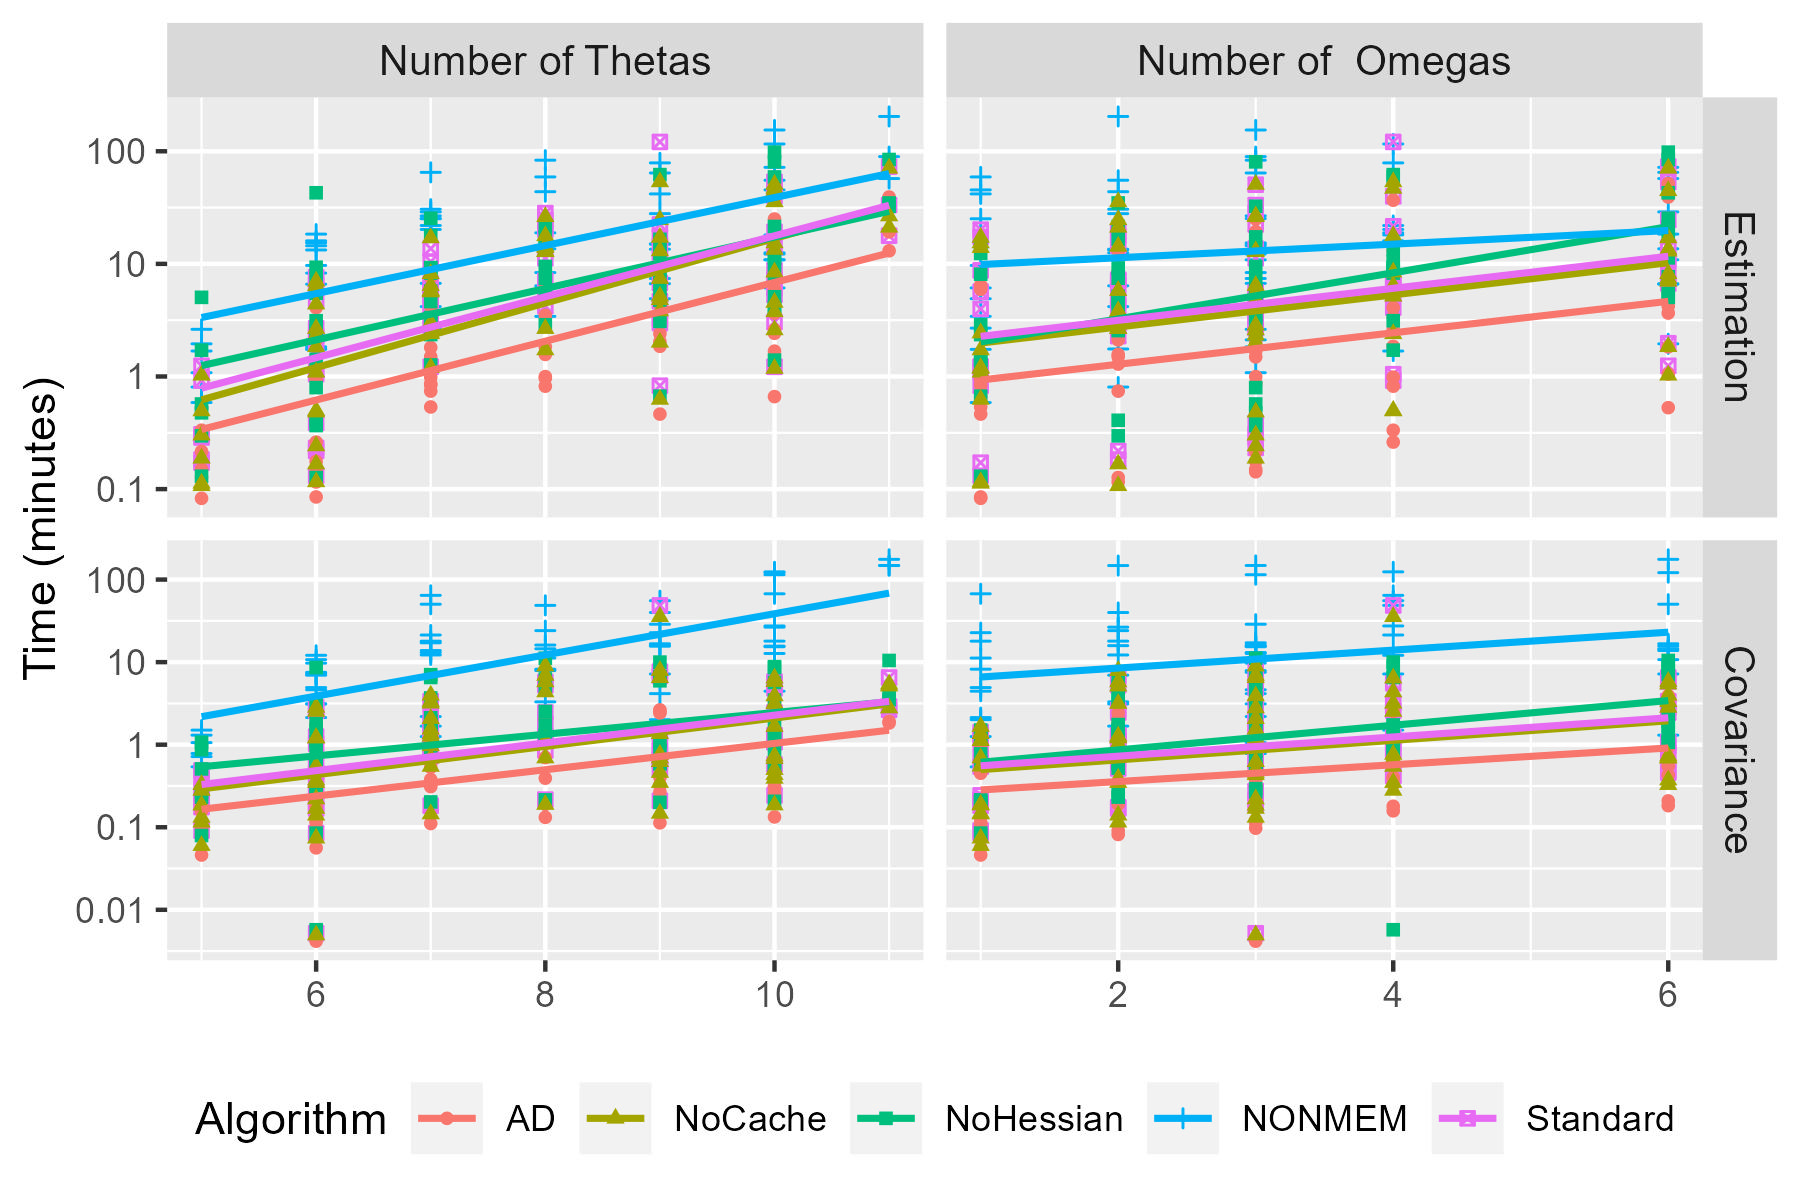 Number of Thetas
Number of  Omegas
Time (minutes)
100
10
1
0.1
Estimation
100
10
1
0.1
0.01
Covariance
6
8
10
2
4
6
Algorithm
AD
NoCache
NoHessian
NONMEM
Standard